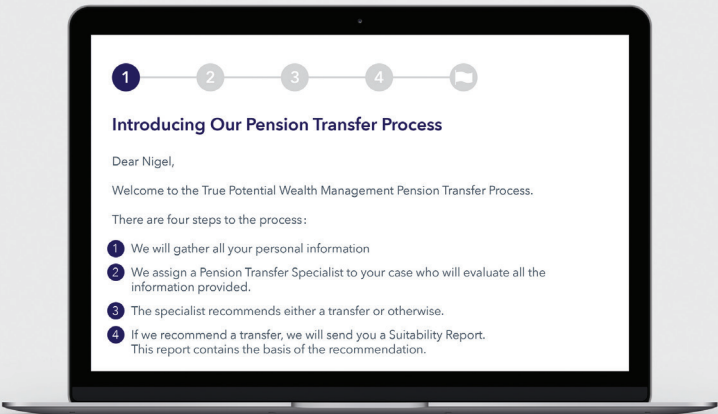 1 2 3 4
Introducing Our Pension Transfer Process
Dear Nigel,
Welcome to the True Potential Wealth Management Pension Transfer Process.
There are four steps to the process:
1 We will gather all your personal information
2 We assign a Pension Transfer Specialist to your case who will evaluate all the
information provided.
3 The specialist recommends either a transfer or otherwise.
4 If we recommend a transfer, we will send you a Suitability Report.
This report contains the basis of the recommendation.